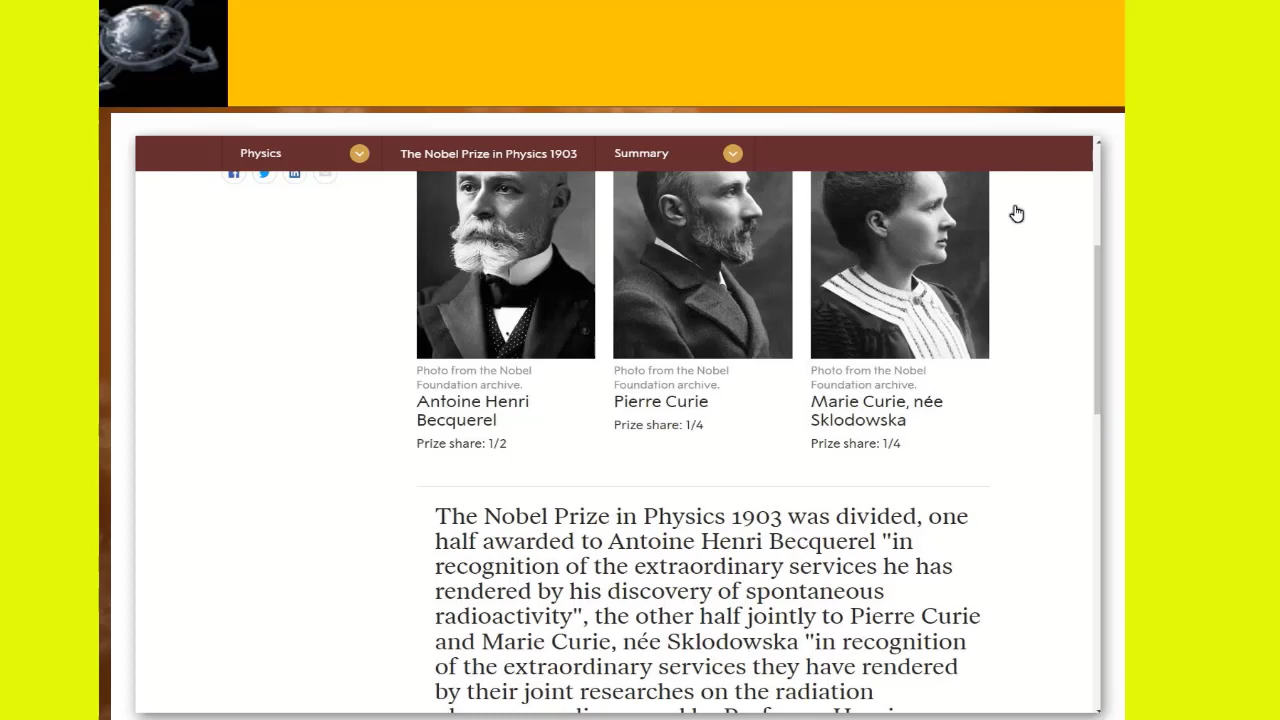 Physics
The Nobel Prize in Physics 1903
Summary
Photo from the Nobel
Foundation archive.
Antoine Henri
Becquerel
Prize share: 1/2
Photo from the Nobel
Foundation archive.
Pierre Curie
Prize share: 1/4
Photo from the Nobel
Foundation archive.
Marie Curie, née
Sklodowska
Prize share: 1/4
The Nobel Prize in Physics 1903 was divided, one
half awarded to Antoine Henri Becquerel "in
recognition of the extraordinary services he has
rendered by his discovery of spontaneous
radioactivity", the other half jointly to Pierre Curie
and Marie Curie, née Sklodowska "in recognition
of the extraordinary services they have rendered
by their joint researches on the radiation